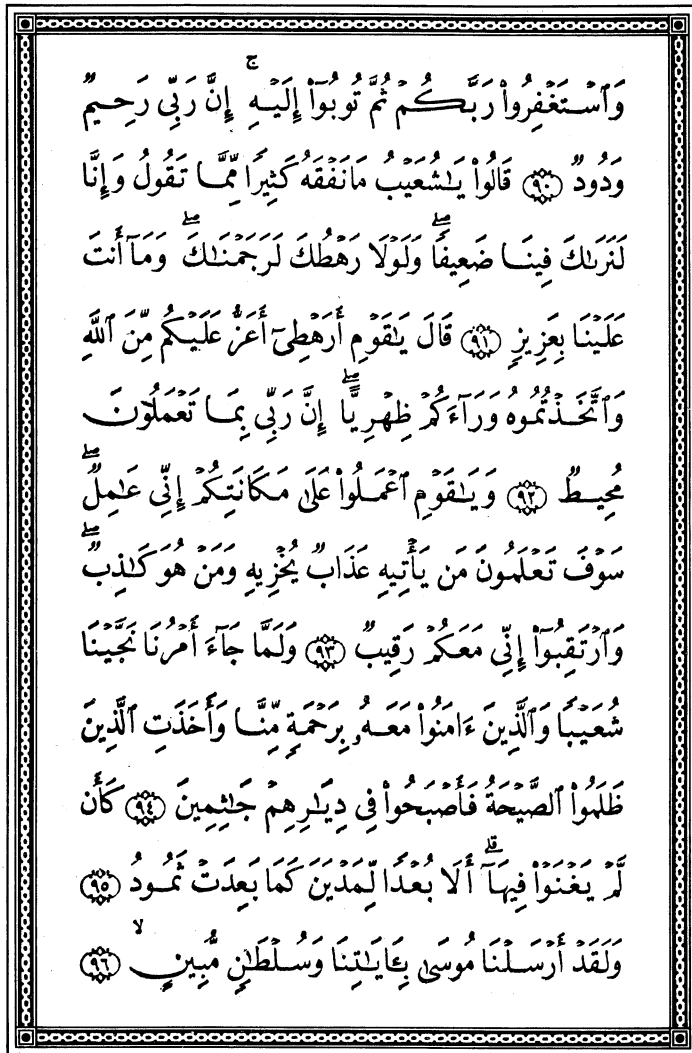 وَٱسۡتَغۡفِرُوا۟ رَبَّكُمۡ ثُمَّ تُوبُوٓا۟ إِلَيۡهِۚ إِنَّ رَبِّى رَحِيمٌ
وَدُودٌ ﴿٩٠﴾ قَالُوا۟ يَـٰشُعَيۡبُ مَا نَفۡقَهُ كَثِيرًا مِّمَّا تَقُولُ وَإِنَّا
لَنَرَىٰكَ فِينَا ضَعِيفًاۖ وَلَوۡلَا رَهۡطُكَ لَرَجَمۡنَـٰكَۖ وَمَآ أَنتَ
عَلَيۡنَا بِعَزِيزٍ ﴿٩١﴾ قَالَ يَـٰقَوۡمِ أَرَهۡطِىٓ أَعَزُّ عَلَيۡكُم مِّنَ ٱللَّهِ
وَٱتَّخَذۡتُمُوهُ وَرَآءَكُمۡ ظِهۡرِيًّاۖ إِنَّ رَبِّى بِمَا تَعۡمَلُونَ
مُحِيطٌ ﴿٩٢﴾ وَيَـٰقَوۡمِ ٱعۡمَلُوا۟ عَلَىٰ مَكَانَتِكُمۡ إِنِّى عَـٰمِلٌۖ
سَوۡفَ تَعۡلَمُونَ مَن يَأۡتِيهِ عَذَابٌ يُخۡزِيهِ وَمَنۡ هُوَ كَـٰذِبٌۖ
وَٱرۡتَقِبُوٓا۟ إِنِّى مَعَكُمۡ رَقِيبٌ ﴿٩٣﴾ وَلَمَّا جَآءَ أَمۡرُنَا نَجَّيۡنَا
شُعَيۡبًا وَٱلَّذِينَ ءَامَنُوا۟ مَعَهُۥ بِرَحۡمَةٍ مِّنَّا وَأَخَذَتِ ٱلَّذِينَ
ظَلَمُوا۟ ٱلصَّيۡحَةُ فَأَصۡبَحُوا۟ فِى دِيَـٰرِهِمۡ جَـٰثِمِينَ ﴿٩٤﴾ كَأَن
لَّمۡ يَغۡنَوۡا۟ فِيهَآۗ أَلَا بُعۡدًا لِّمَدۡيَنَ كَمَا بَعِدَتۡ ثَمُودُ ﴿٩٥﴾
وَلَقَدۡ أَرۡسَلۡنَا مُوسَىٰ بِـَٔايَـٰتِنَا وَسُلۡطَـٰنٍ مُّبِينٍۙ ﴿٩٦﴾